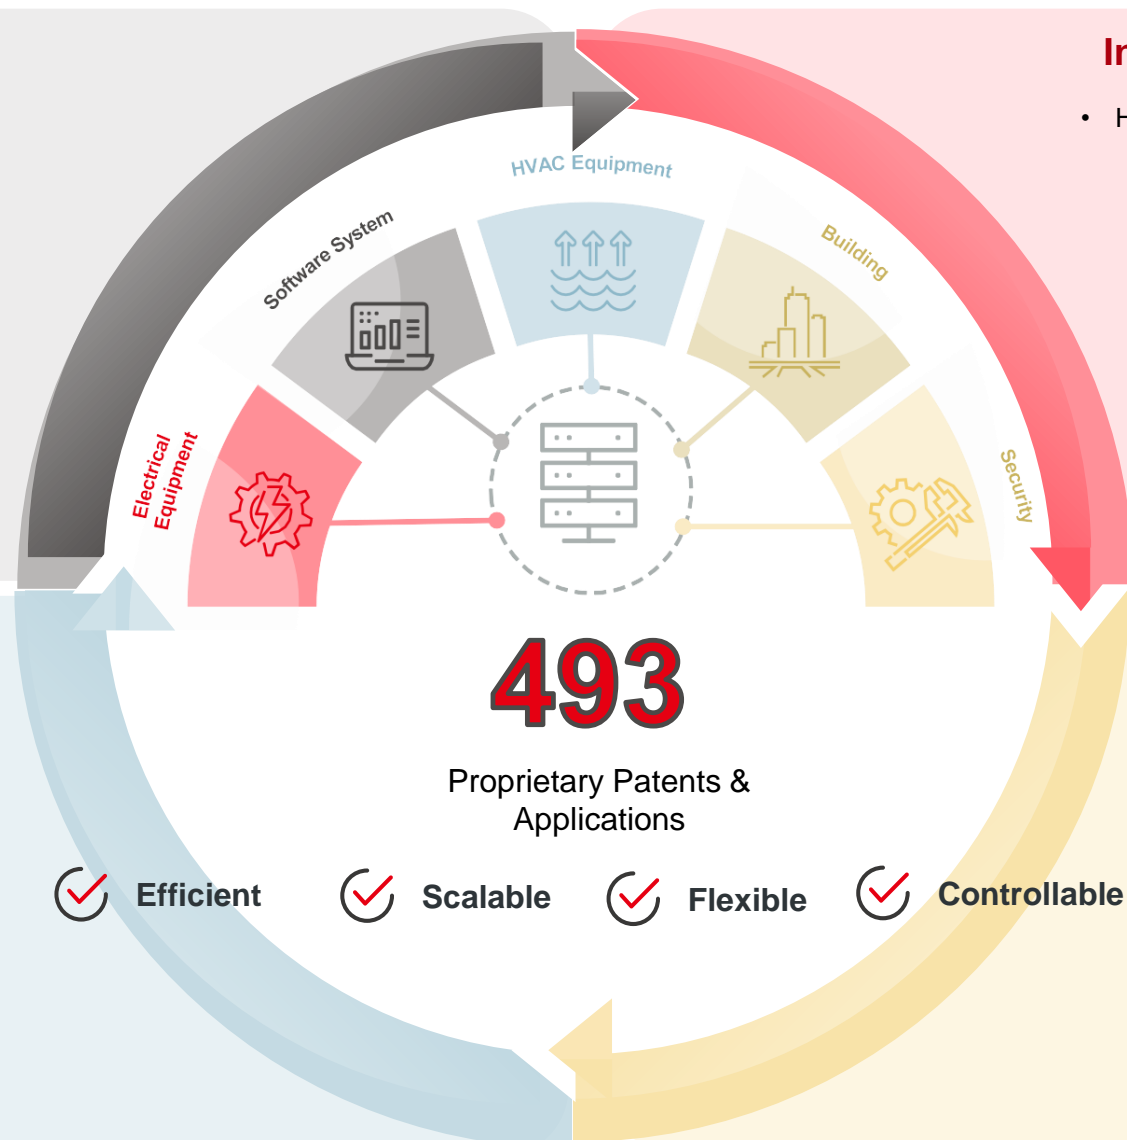 HVAC Equipment
Software System
Building
Electrical
Equipment
Security
493
Proprietary Patents &
Applications
Efficient
Scalable
Flexible
Controllable